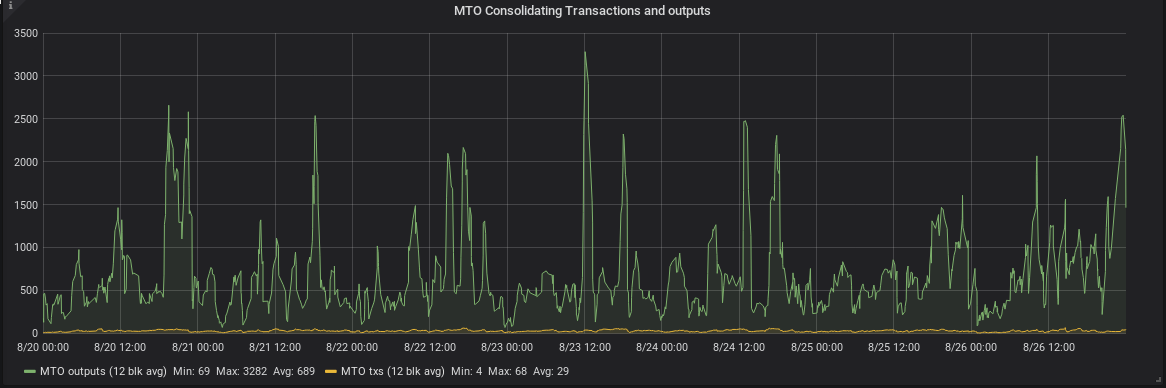 i
MTO Consolidating Transactions and outputs
3500
3000
2500
2000
1500
1000
500
0
8/20 00:00 8/20 12:00 8/21 00:00 8/21 12:00 8/22 00:00 8/22 12:00 8/23 00:00 8/23 12:00 8/24 00:00 8/24 12:00 8/25 00:00 8/25 12:00 8/26 00:00 8/26 12:00
MTO outputs (12 blk avg) Min: 69 Max: 3282 Avg: 689 MTO txs (12 blk avg) Min: 4 Max: 68 Avg: 29